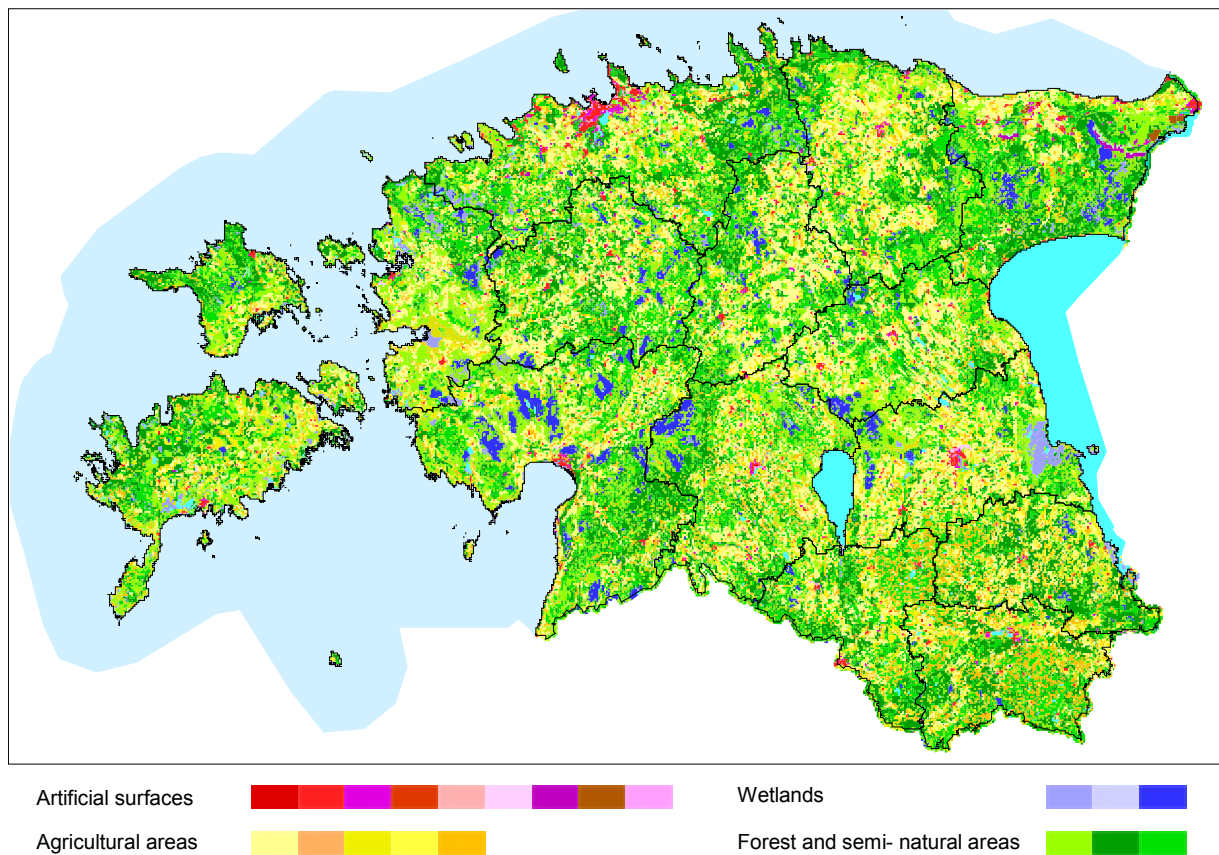 Artificial surfaces
Wetlands
Agricultural areas
Forest and semi- natural areas